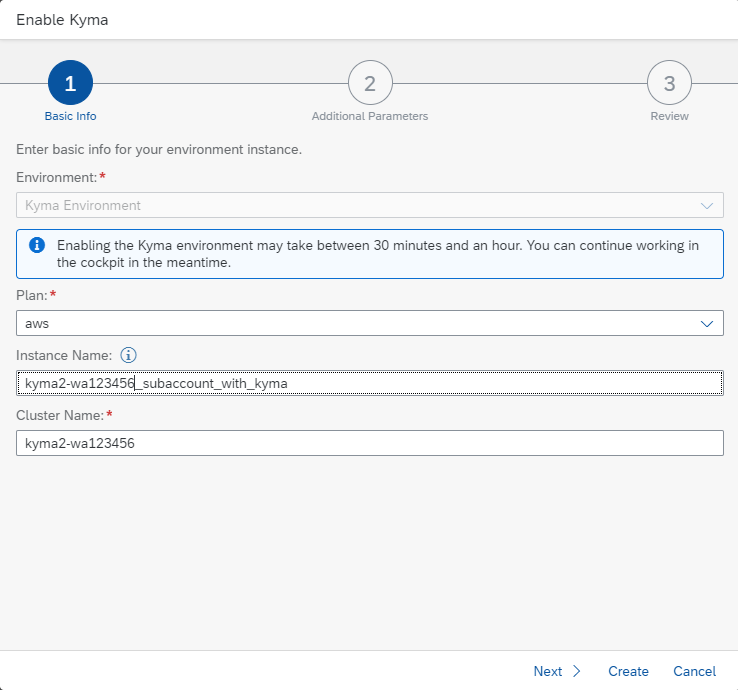 Enable Kyma
1
2
3
Basic Info
Additional Parameters
Review
Enter basic info for your environment instance.
Environment:*
Kyma Environment
Enabling the Kyma environment may take between 30 minutes and an hour. You can continue working in
the cockpit in the meantime.
Plan:*
aws
Instance Name:
kyma2-wa123456_subaccount_with_kyma
Cluster Name:*
kyma2-wa123456
Next
Create
Cancel